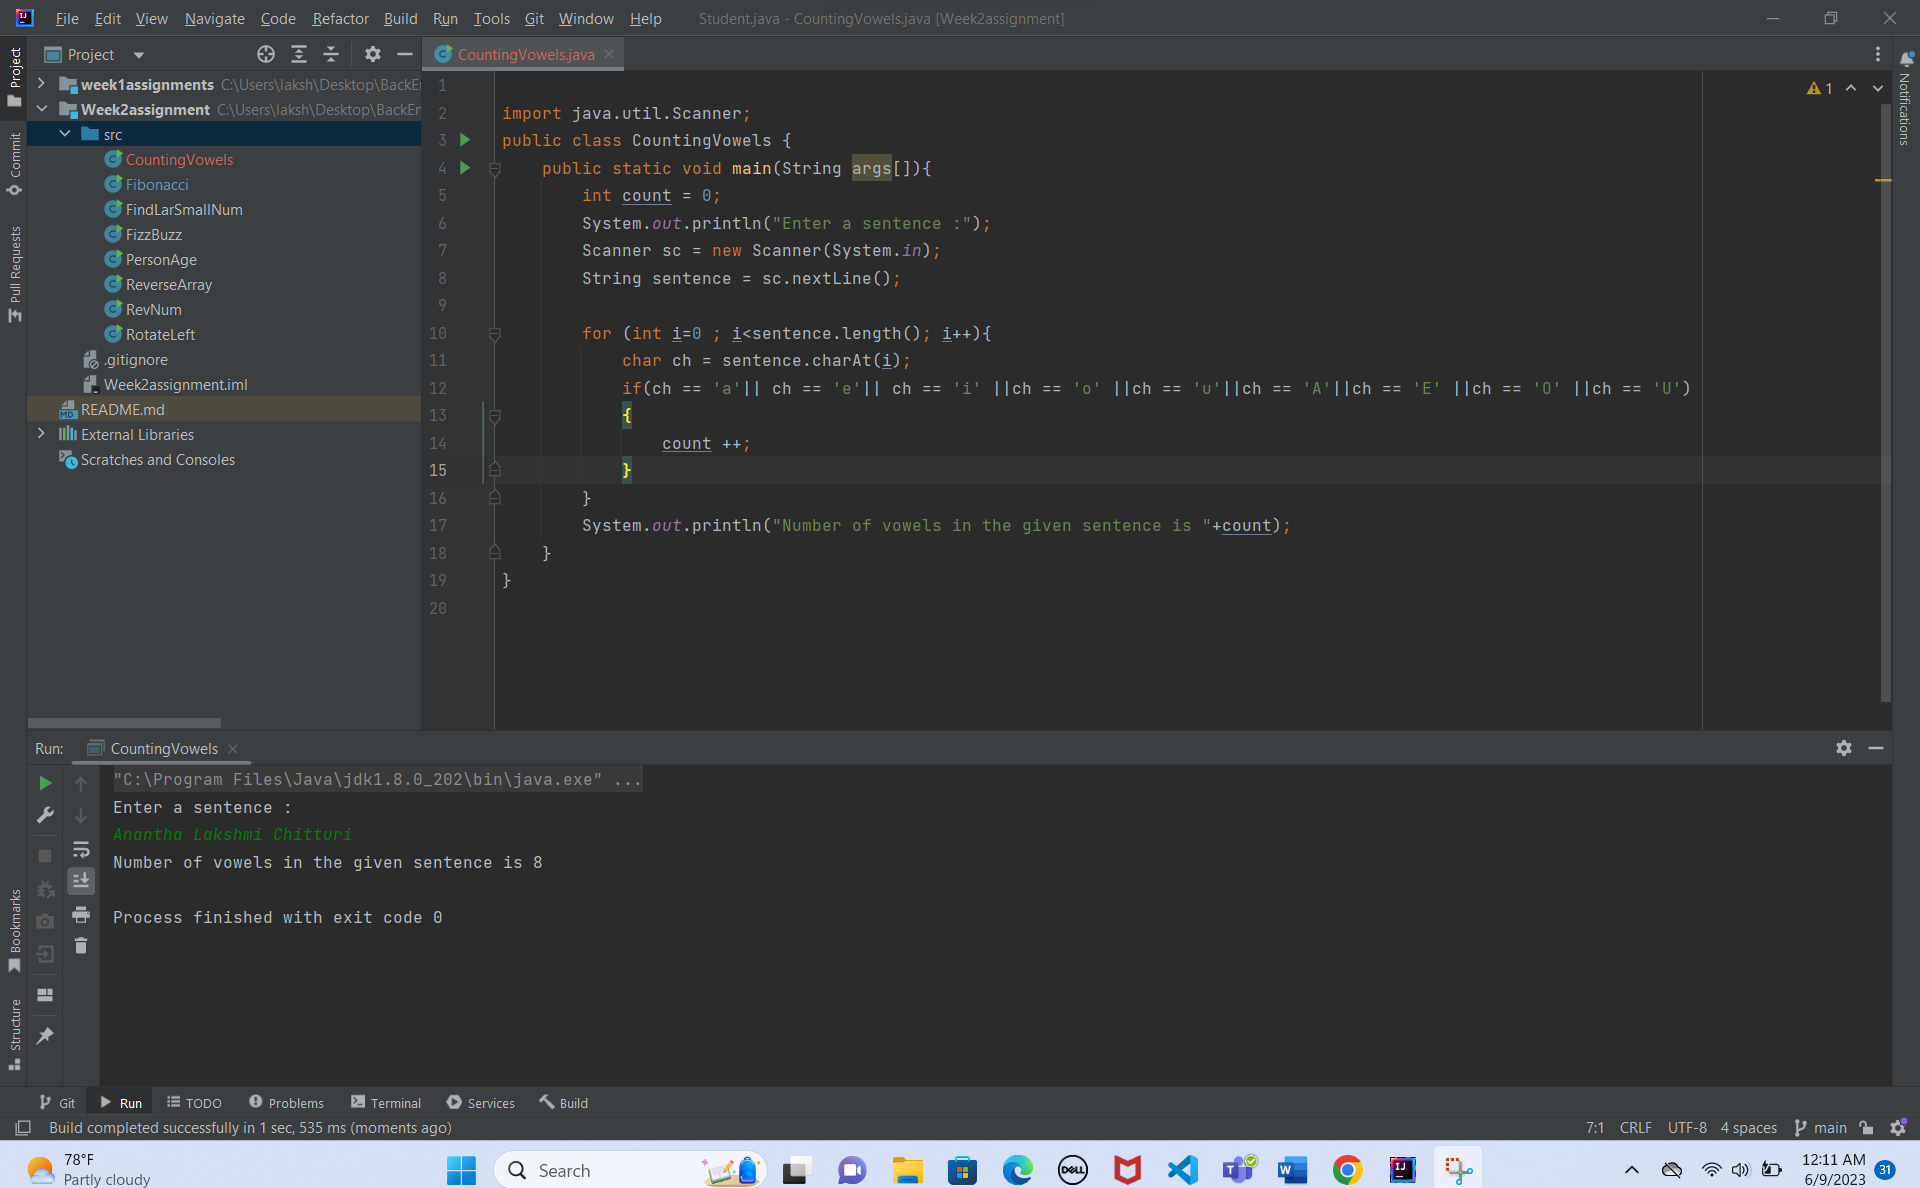 File Edit View Navigate Code Refactor Build Run Tools Git Window Help Student.java - CountingVowels.java [Week2assignment]
Project
CountingVowels.java
week1assignments C:\Users\laksh\Desktop\BackEn
Week2assignment C:\Users\laksh\Desktop\BackEn
src
CountingVowels
Fibonacci
FindLarSmallNum
FizzBuzz
PersonAge
ReverseArray
RevNum
RotateLeft
.gitignore
Week2assignment.iml
README.md
External Libraries
Scratches and Consoles
Project
Commit
Pull Requests
Bookmarks
Structure
Notifications
1
1
2 import java.util.Scanner;
3 public class CountingVowels {
4 public static void main(String args[]){
5 int count = 0;
6 System.out.println("Enter a sentence :");
7 Scanner sc = new Scanner(System.in);
8 String sentence = sc.nextLine();
9
10 for (int i=0 ; i<sentence.length(); i++){
11 char ch = sentence.charAt(i);
12 if(ch == 'a'|| ch == 'e'|| ch == 'i' ||ch == 'o' ||ch == 'u'||ch == 'A'||ch == 'E' ||ch == 'O' ||ch == 'U')
13 {
14 count ++;
15 }
16 }
17 System.out.println("Number of vowels in the given sentence is "+count);
18 }
19 }
20
Run: CountingVowels
"C:\Program Files\Java\jdk1.8.0_202\bin\java.exe" ...
Enter a sentence :
Anantha Lakshmi Chitturi
Number of vowels in the given sentence is 8
Process finished with exit code 0
Git Run TODO Problems Terminal Services Build
Build completed successfully in 1 sec, 535 ms (moments ago) 7:1 CRLF UTF-8 4 spaces main
78°F
Partly cloudy
Search
DELL
12:11 AM
6/9/2023
31